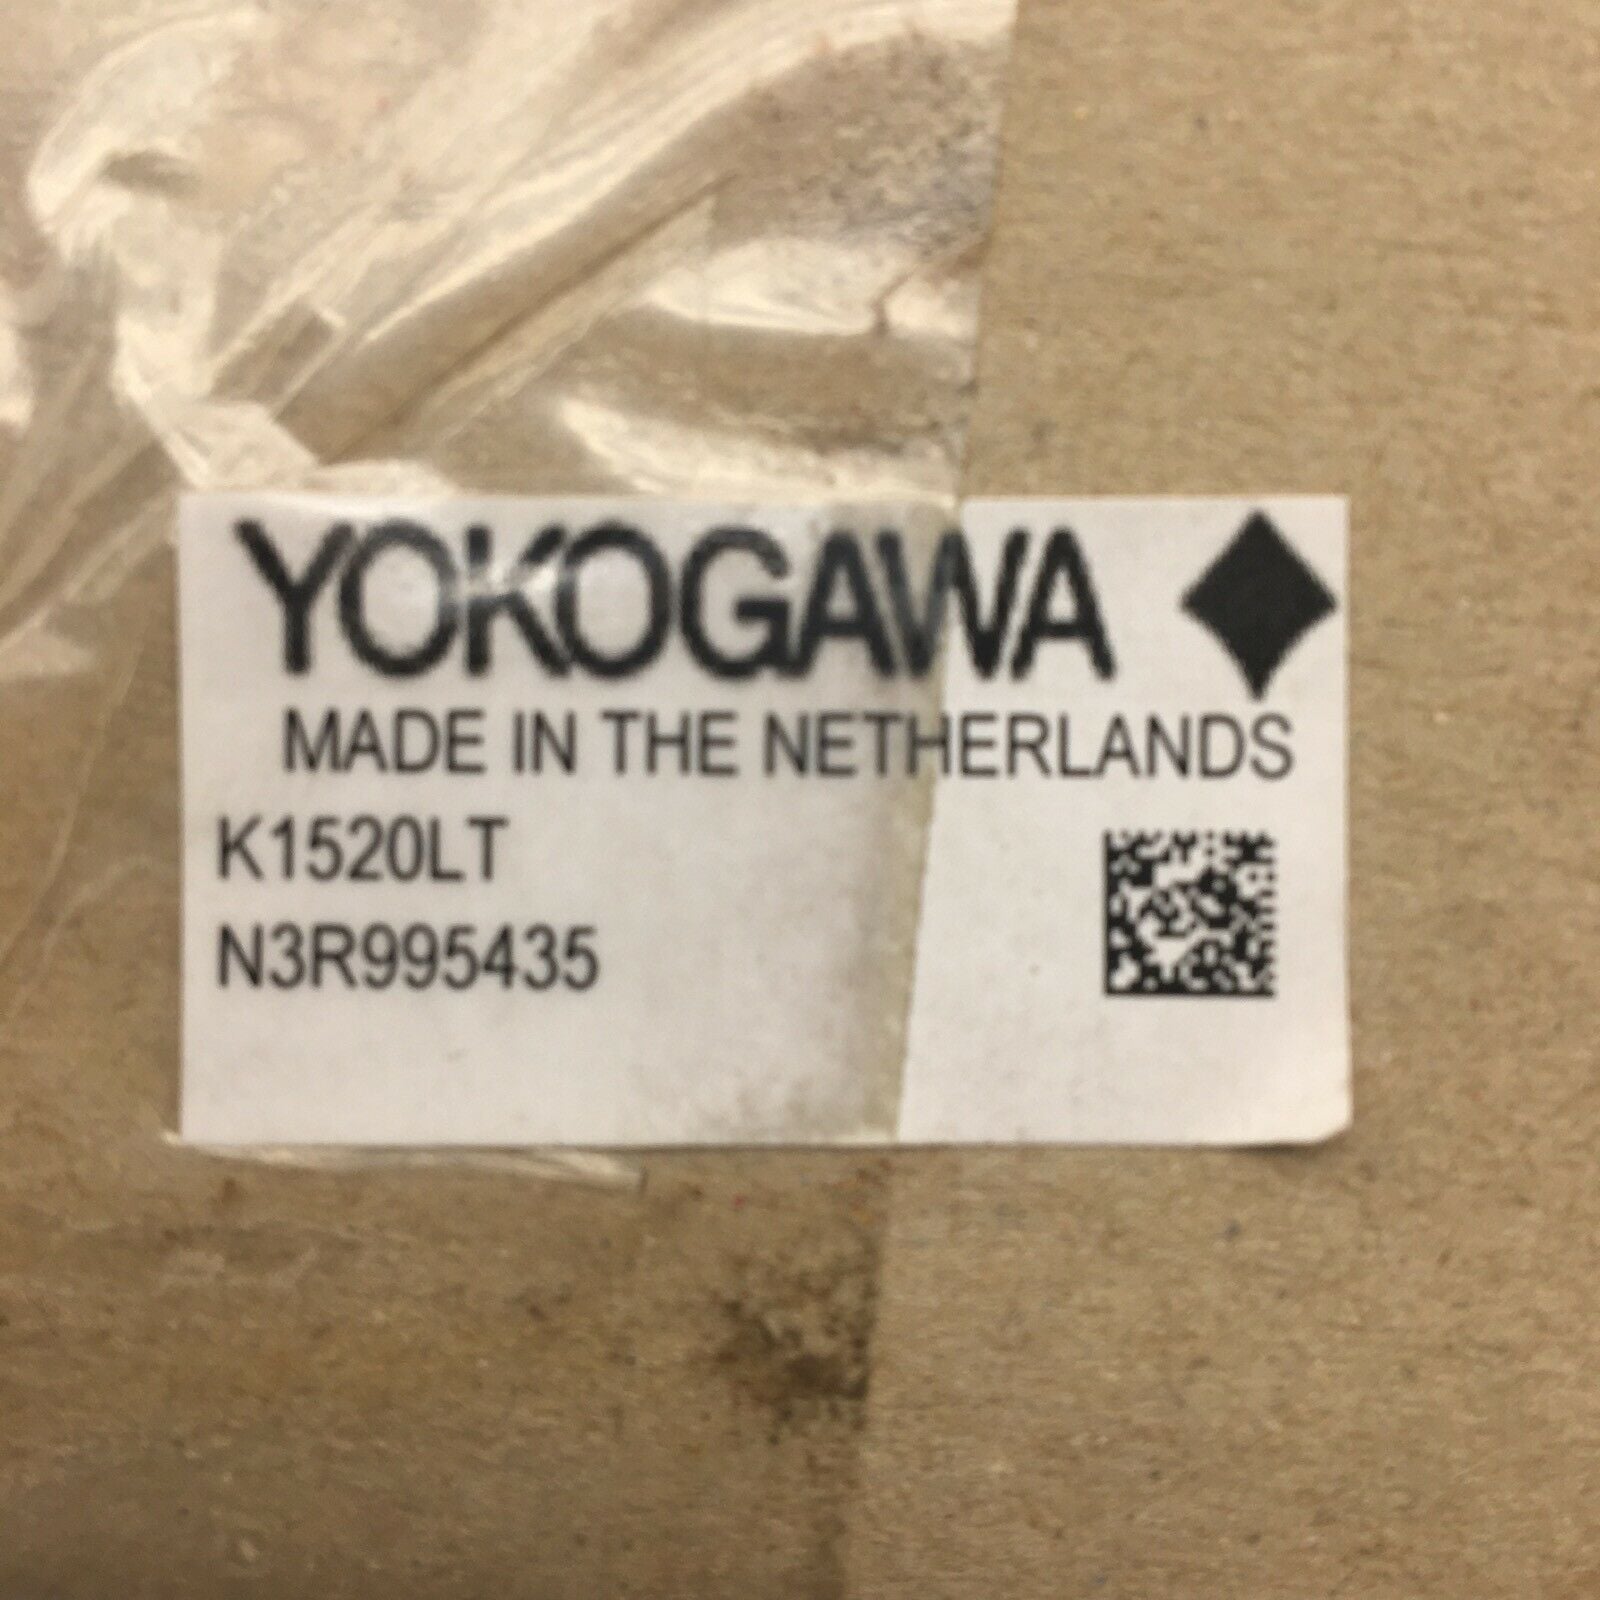 YOKOGAWA
MADE IN THE NETHERLANDS
K1520LT
N3R995435